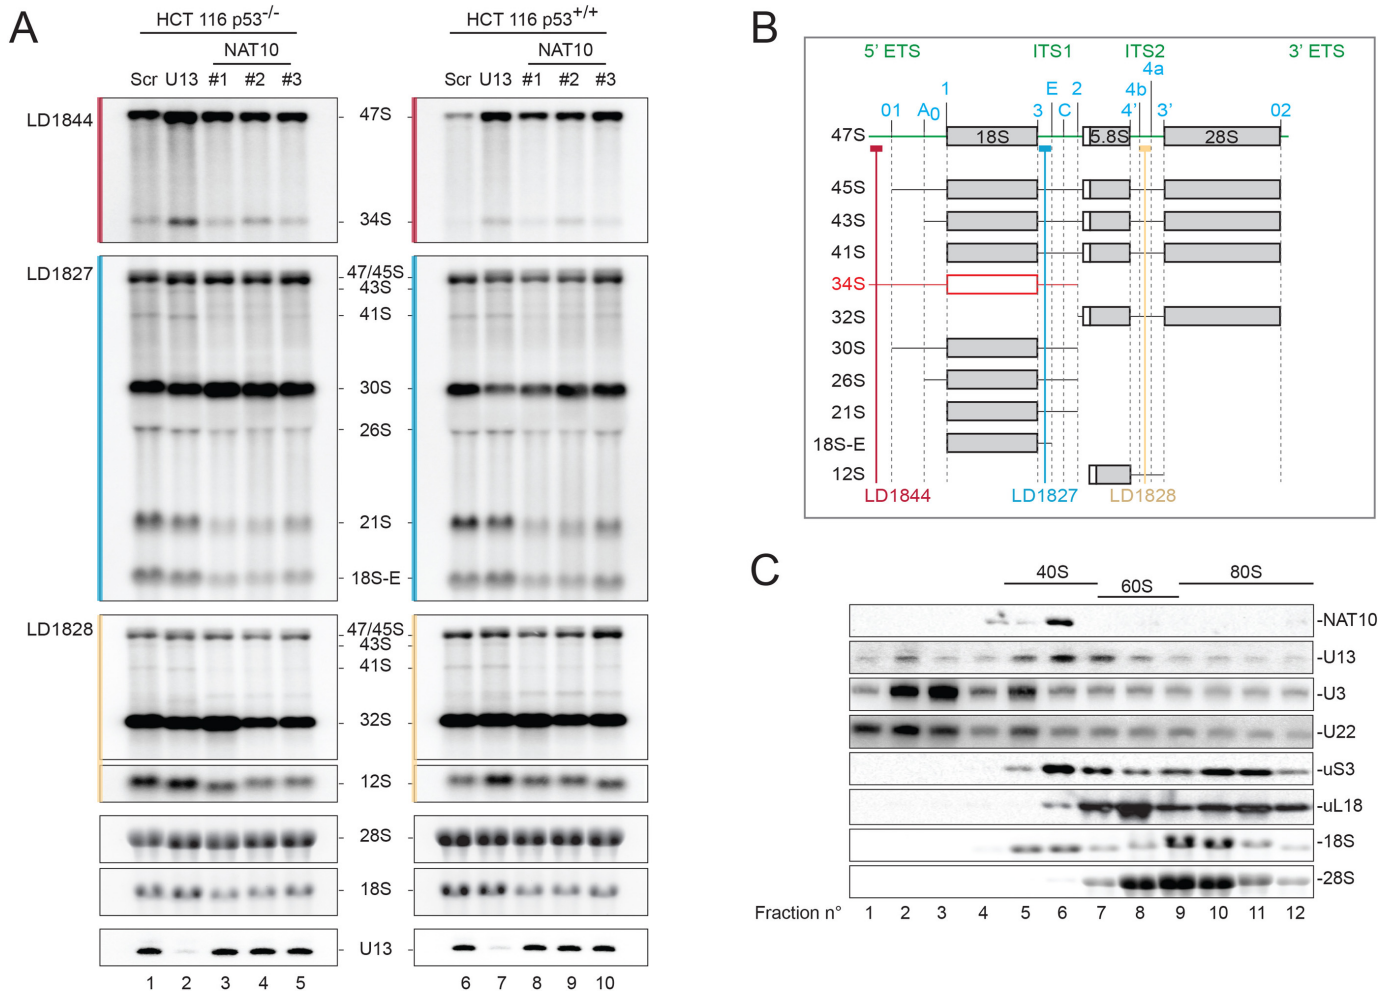 A
HCT 116 p53-/-
HCT 116 p53+/+
NAT10
NAT10
Scr U13 #1 #2 #3
Scr U13 #1 #2 #3
LD1844
47S
34S
LD1827
47/45S
43S
41S
30S
26S
21S
18S-E
LD1828
47/45S
43S
41S
32S
12S
28S
18S
U13
1 2 3 4 5
6 7 8 9 10
B
5' ETS ITS1 ITS2 3' ETS
4a
1 E 2 4b
01 A0 3 C 4' 3' 02
47S 18S 5.8S 28S
45S
43S
41S
34S
32S
30S
26S
21S
18S-E
12S
LD1844 LD1827 LD1828
C
40S 80S
60S
-NAT10
-U13
-U3
-U22
-uS3
-uL18
-18S
-28S
Fraction n° 1 2 3 4 5 6 7 8 9 10 11 12